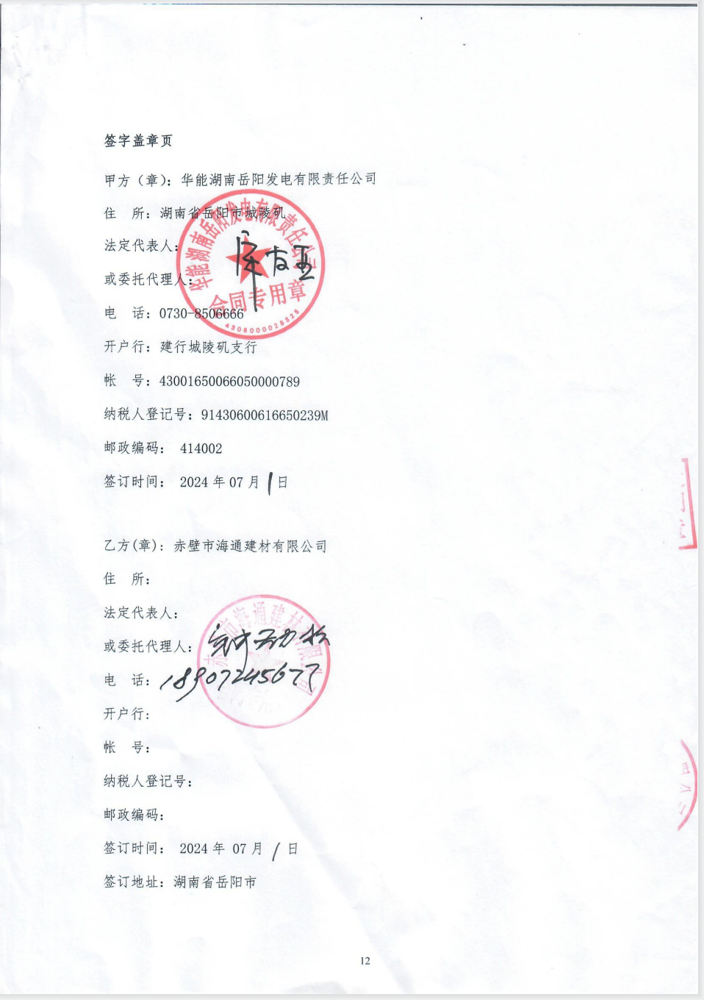 签字盖章页
甲方（章）：华能湖南岳阳发电有限责任公司
住　所：湖南省岳阳市城陵矶
法定代表人：
或委托代理人：
华能湖南岳阳发电有限责任公司
合同专用章
电　话：0730-8506666
开户行：建行城陵矶支行
帐　号：43001650066050000789
纳税人登记号：91430600616650239M
邮政编码： 414002
签订时间： 2024 年 07 月 1 日
乙方(章)：赤壁市海通建材有限公司
住　所：
法定代表人：
或委托代理人：
赤壁市海通建材有限公司
电　话：18907245677
开户行：
帐　号：
纳税人登记号：
邮政编码：
签订时间： 2024 年 07 月 1 日
签订地址：湖南省岳阳市
12